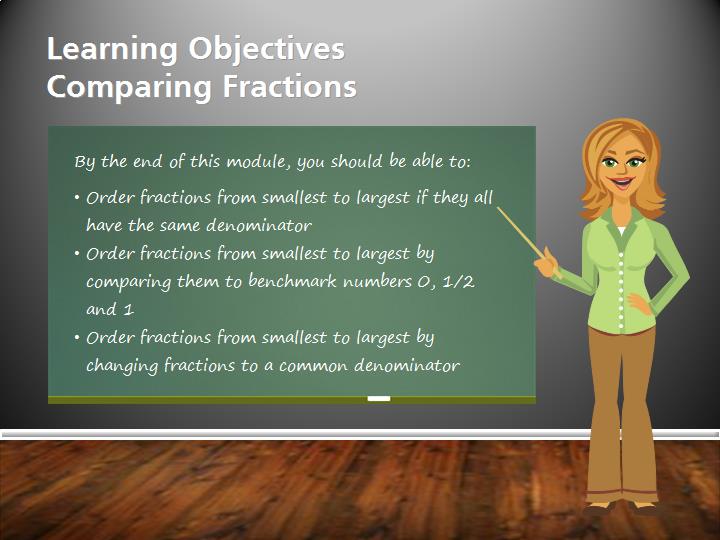 Learning Objectives
Comparing Fractions
By the end of this module, you should be able to:
• Order fractions from smallest to largest if they all
have the same denominator
• Order fractions from smallest to largest by
comparing them to benchmark numbers 0, 1/2
and 1
• Order fractions from smallest to largest by
changing fractions to a common denominator